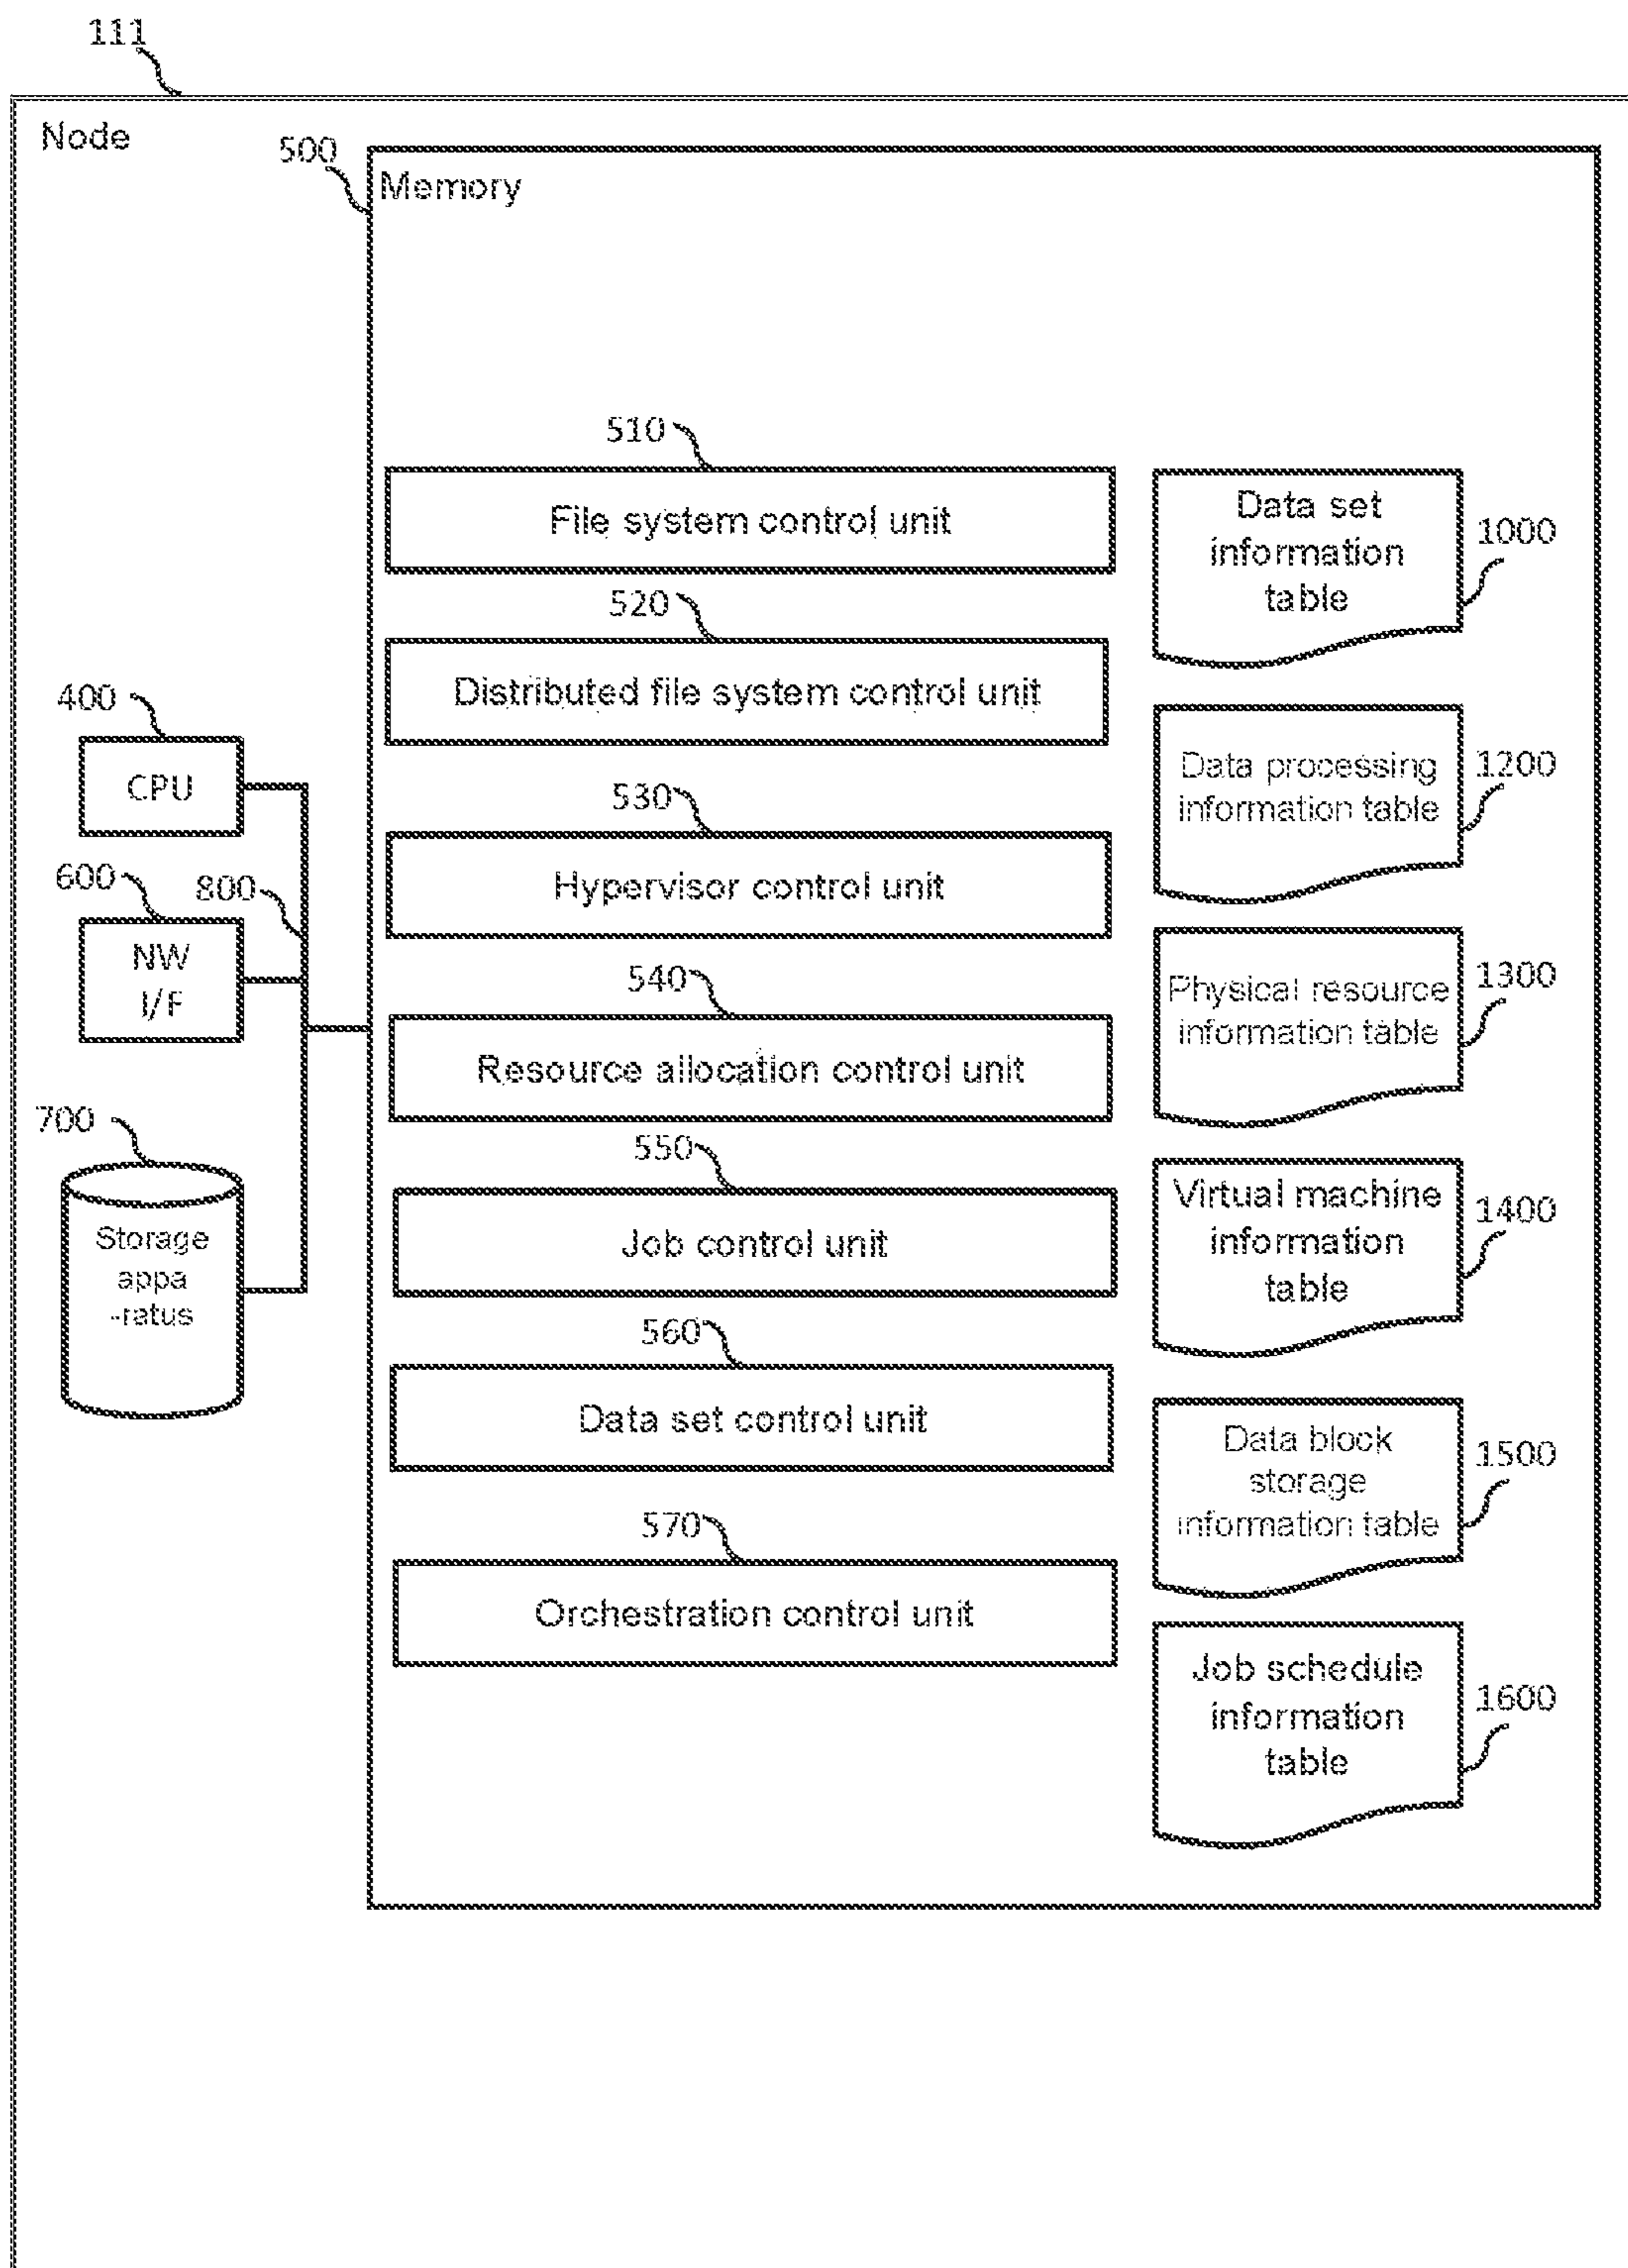 111
Node
500
Memory
510
File system control unit
520
Distributed file system control unit
530
Hypervisor control unit
540
Resource allocation control unit
550
Job control unit
560
Data set control unit
570
Orchestration control unit
400
CPU
600
800
NW
I/F
700
Storage
appa
-ratus
Data set
information
table
1000
Data processing
information table
1200
Physical resource
information table
1300
Virtual machine
information
table
1400
Data block
storage
information table
1500
Job schedule
information
table
1600